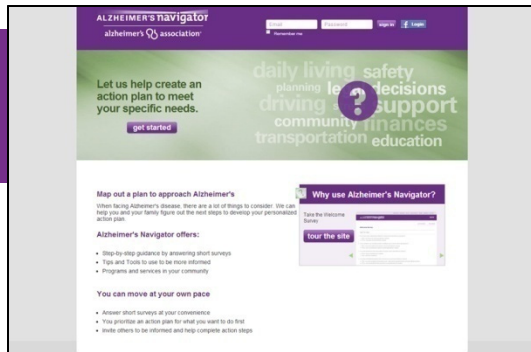 ALZHEIMER'S navigator
alzheimer's association
Email
Password
sign in
Login
Remember me
Let us help create an
action plan to meet
your specific needs.
get started
daily living safety
planning legal decisions
driving support
community finances
transportation education
?
Map out a plan to approach Alzheimer's
When facing Alzheimer's disease, there are a lot of things to consider. We can
help you and your family figure out the next steps to develop your personalized
action plan.
Alzheimer's Navigator offers:
Step-by-step guidance by answering short surveys
Tips and Tools to use to be more informed
Programs and services in your community
You can move at your own pace
Answer short surveys at your convenience
You prioritize an action plan for what you want to do first
Invite others to be informed and help complete action steps
Why use Alzheimer's Navigator?
Take the Welcome
Survey
tour the site